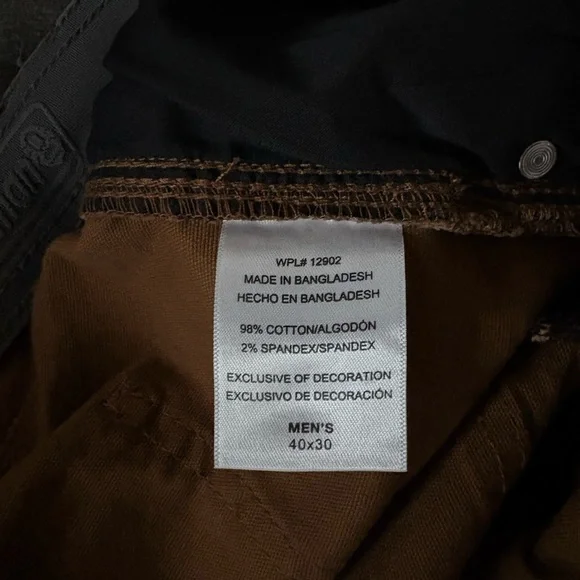 WPL# 12902
MADE IN BANGLADESH
HECHO EN BANGLADESH
98% COTTON/ALGODÓN
2% SPANDEX/SPANDEX
EXCLUSIVE OF DECORATION
EXCLUSIVO DE DECORACIÓN
MEN'S
40x30